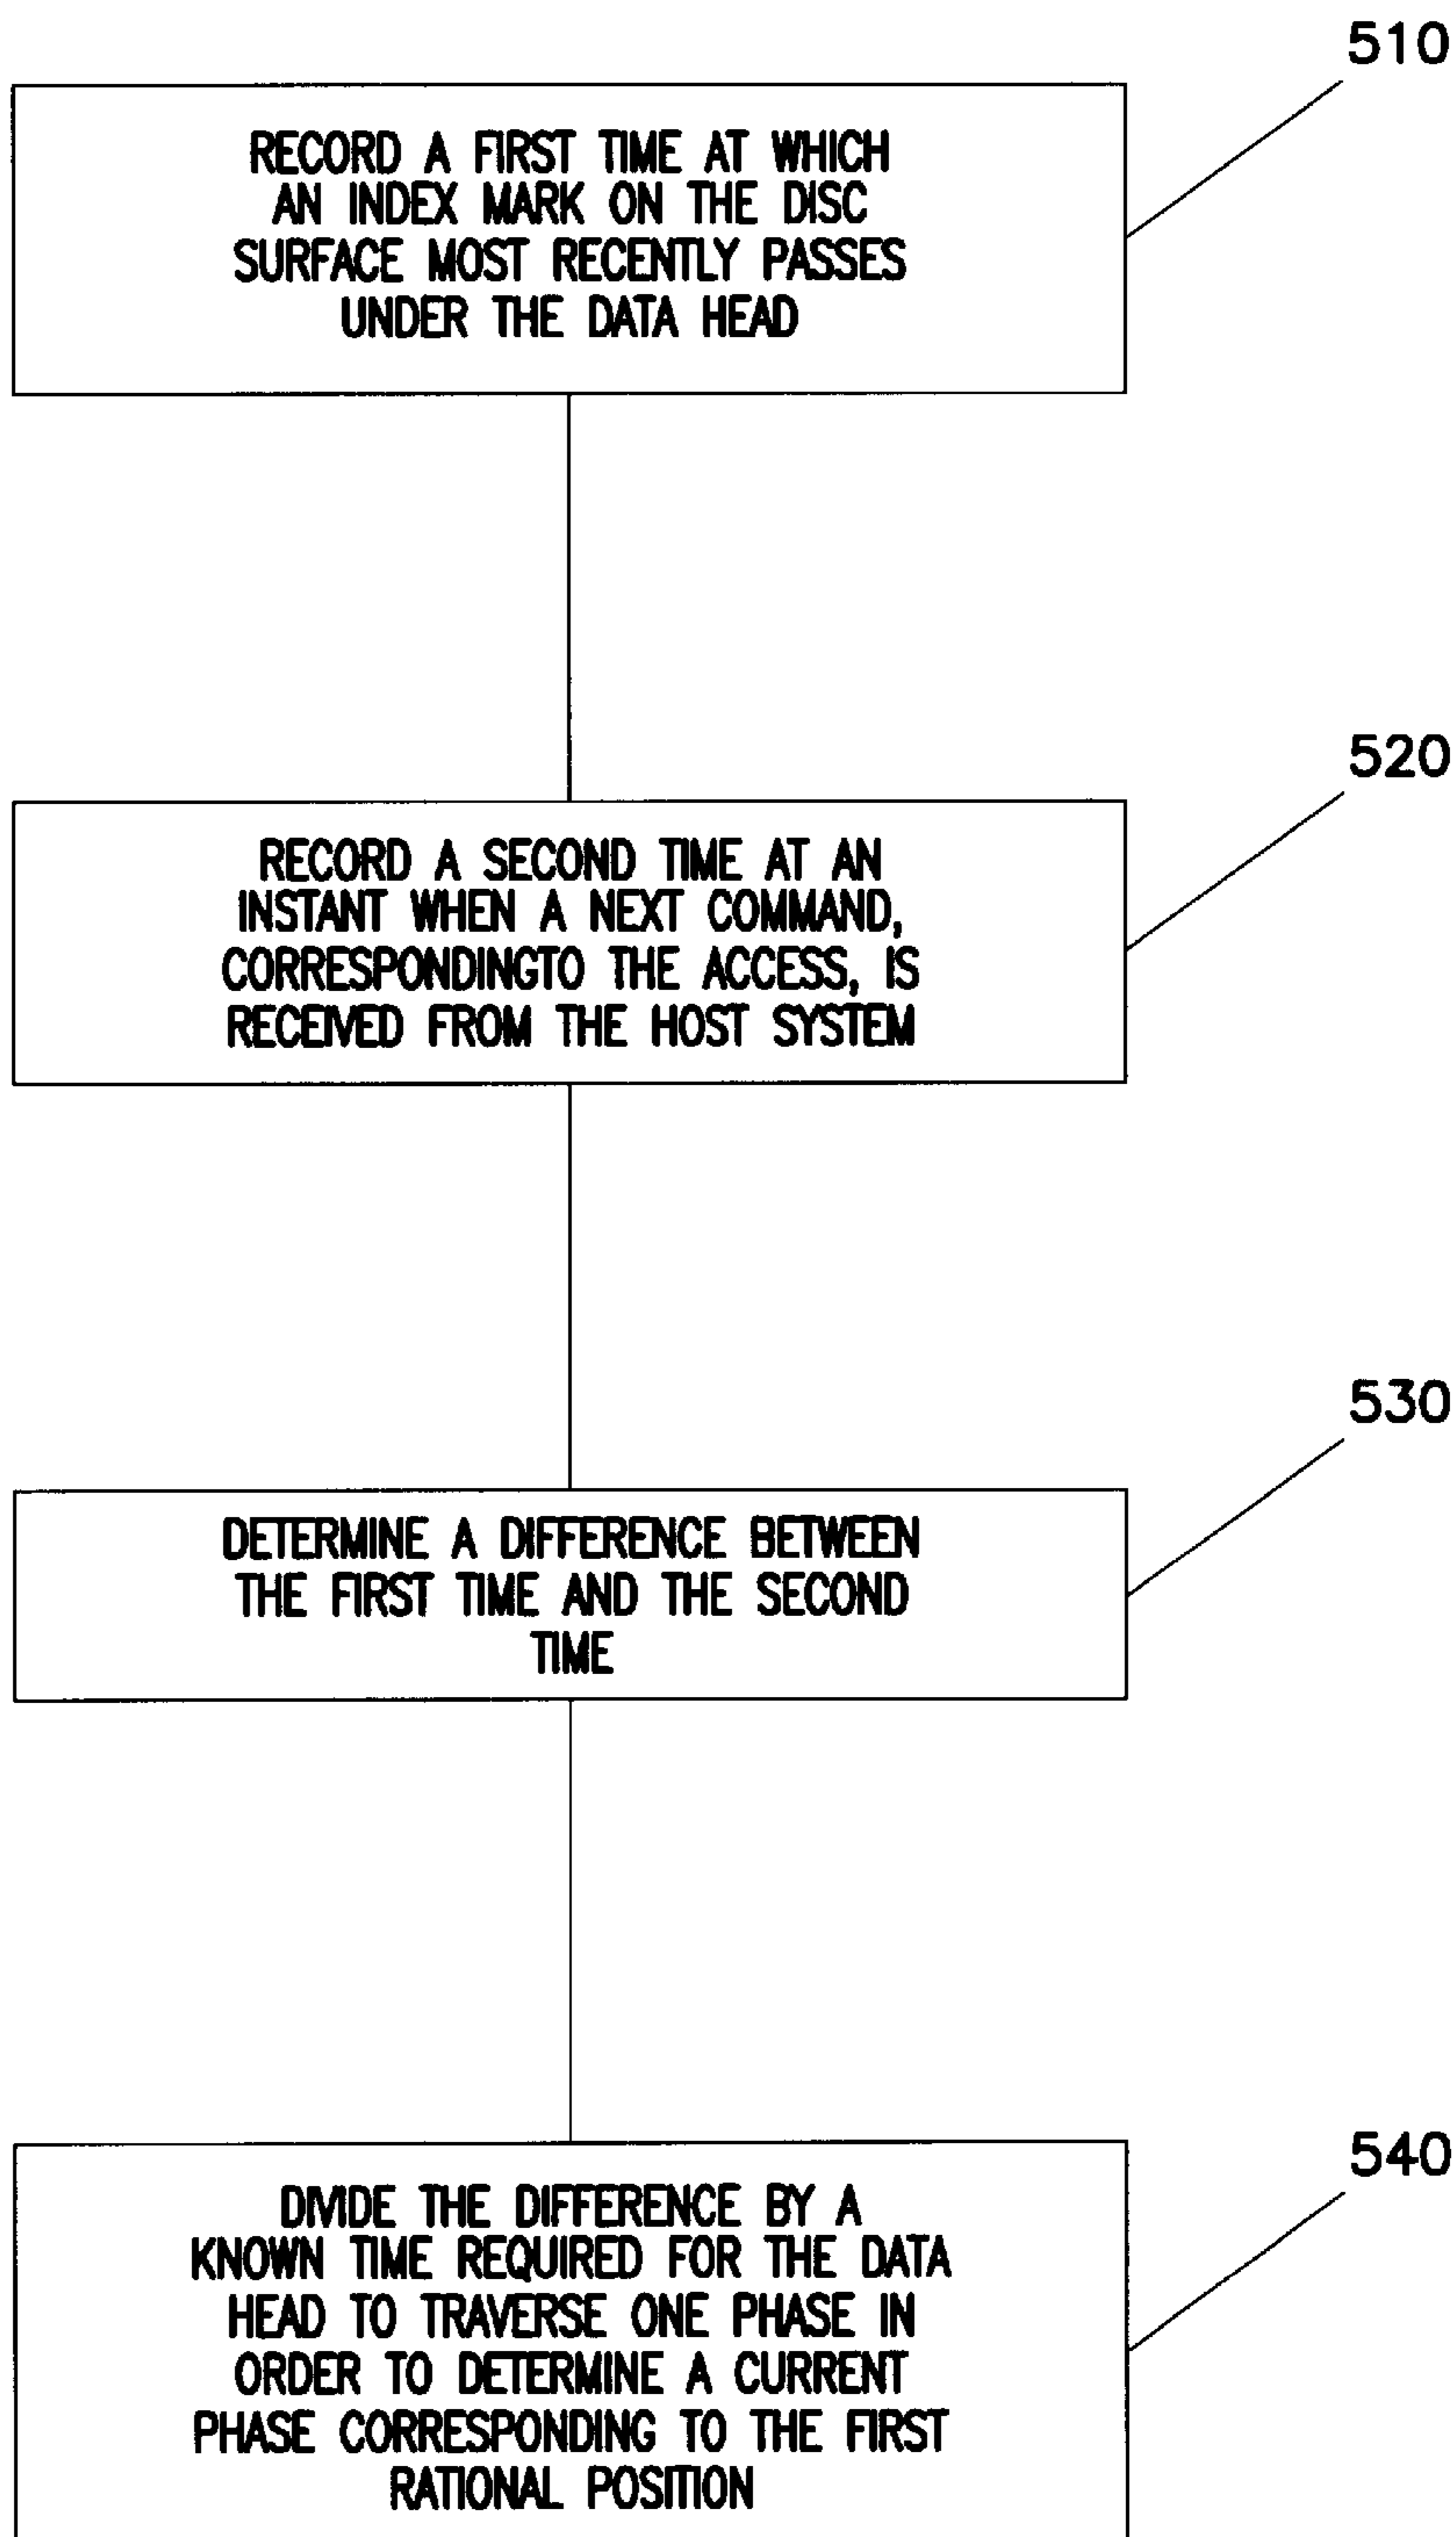 510
RECORD A FIRST TIME AT WHICH
AN INDEX MARK ON THE DISC
SURFACE MOST RECENTLY PASSES
UNDER THE DATA HEAD
520
RECORD A SECOND TIME AT AN
INSTANT WHEN A NEXT COMMAND,
CORRESPONDINGTO THE ACCESS, IS
RECEIVED FROM THE HOST SYSTEM
530
DETERMINE A DIFFERENCE BETWEEN
THE FIRST TIME AND THE SECOND
TIME
540
DIVIDE THE DIFFERENCE BY A
KNOWN TIME REQUIRED FOR THE DATA
HEAD TO TRAVERSE ONE PHASE IN
ORDER TO DETERMINE A CURRENT
PHASE CORRESPONDING TO THE FIRST
RATIONAL POSITION